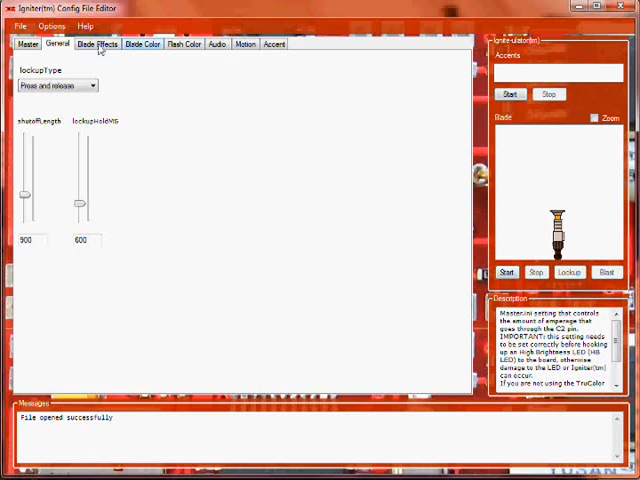 Igniter(tm) Config File Editor
File Options Help
Master General Blade Effects Blade Color Flash Color Audio Motion Accent
lockupType
Press and release
shutoffLength lockupHoldMS
900 600
Ignite-ulator(tm)
Accents
Start Stop
Blade Zoom
Start Stop Lockup Blast
Description
Master.ini setting that controls
the amount of amperage that
goes through the C2 pin.
IMPORTANT: this setting needs
to be set correctly before hooking
up an High Brightness LED (HB
LED) to the board, otherwise
damage to the LED or Igniter(tm)
can occur.
If you are not using the TruColor
Messages
File opened successfully